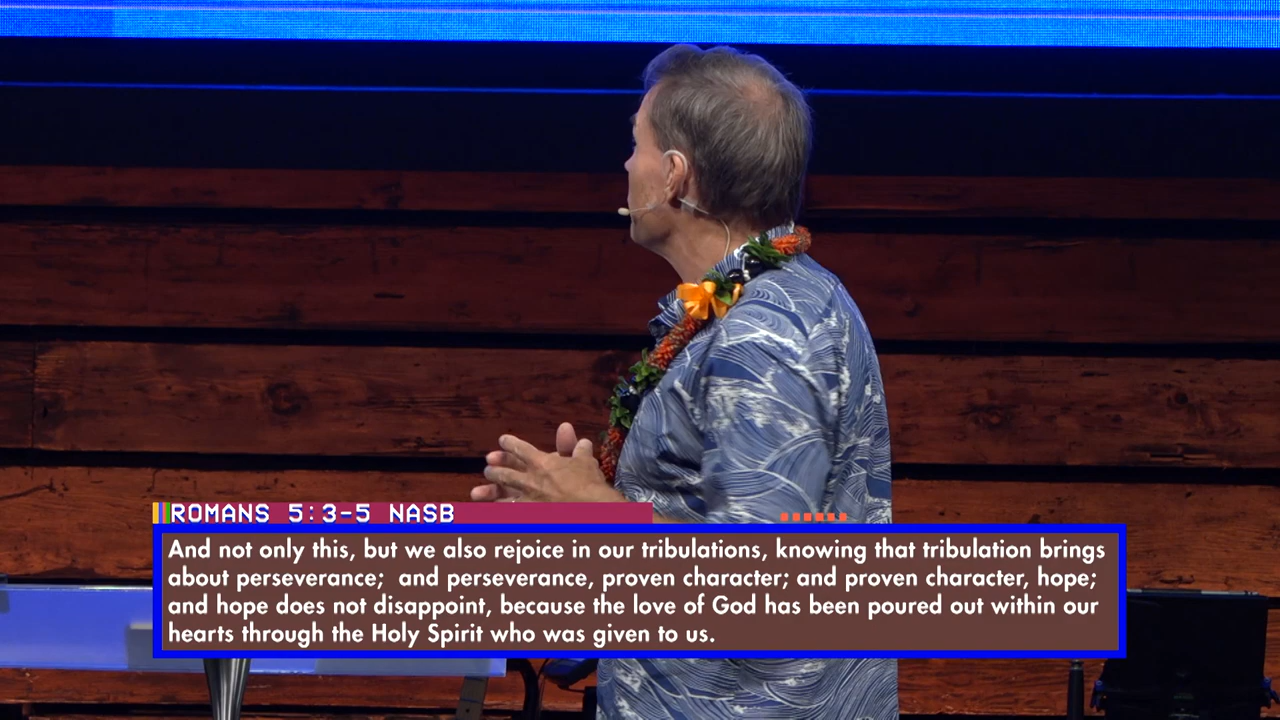 ROMANS 5:3-5 NASB
And not only this, but we also rejoice in our tribulations, knowing that tribulation brings
about perseverance;  and perseverance, proven character; and proven character, hope;
and hope does not disappoint, because the love of God has been poured out within our
hearts through the Holy Spirit who was given to us.